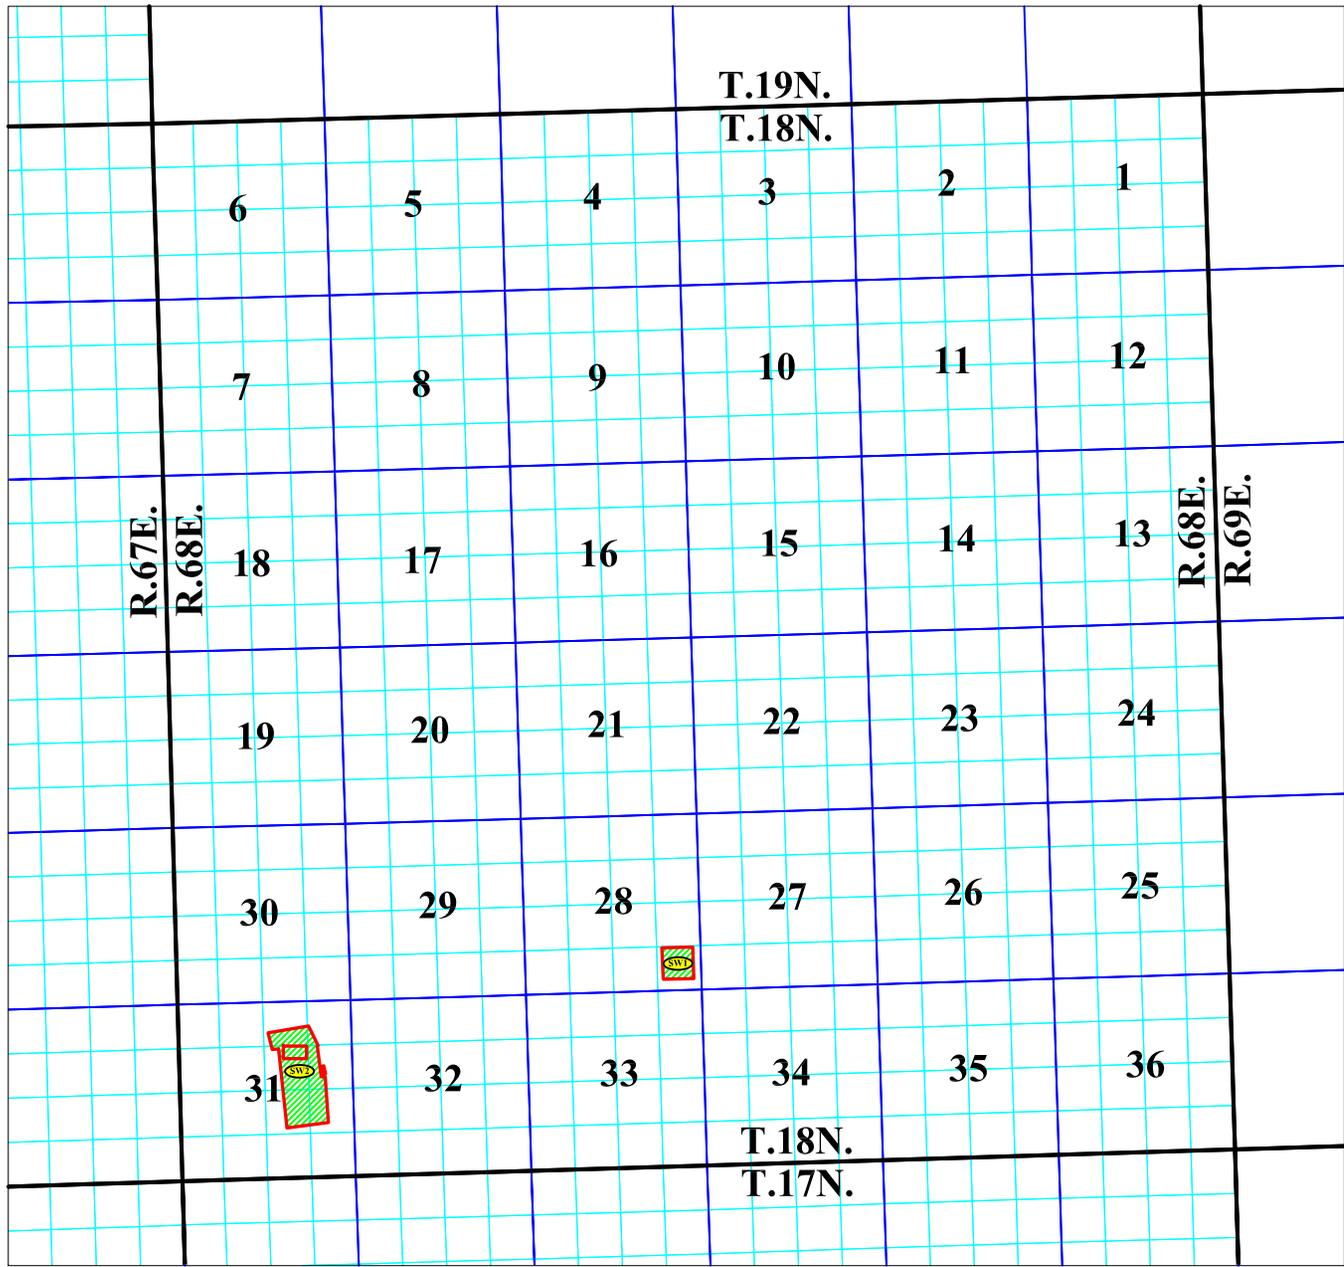 T.19N.
T.18N.
6 5 4 3 2 1
7 8 9 10 11 12
R.67E.
R.68E.
R.68E.
R.69E.
18 17 16 15 14 13
19 20 21 22 23 24
30 29 28 27 26 25
SW1
31 32 33 34 35 36
SW2
T.18N.
T.17N.